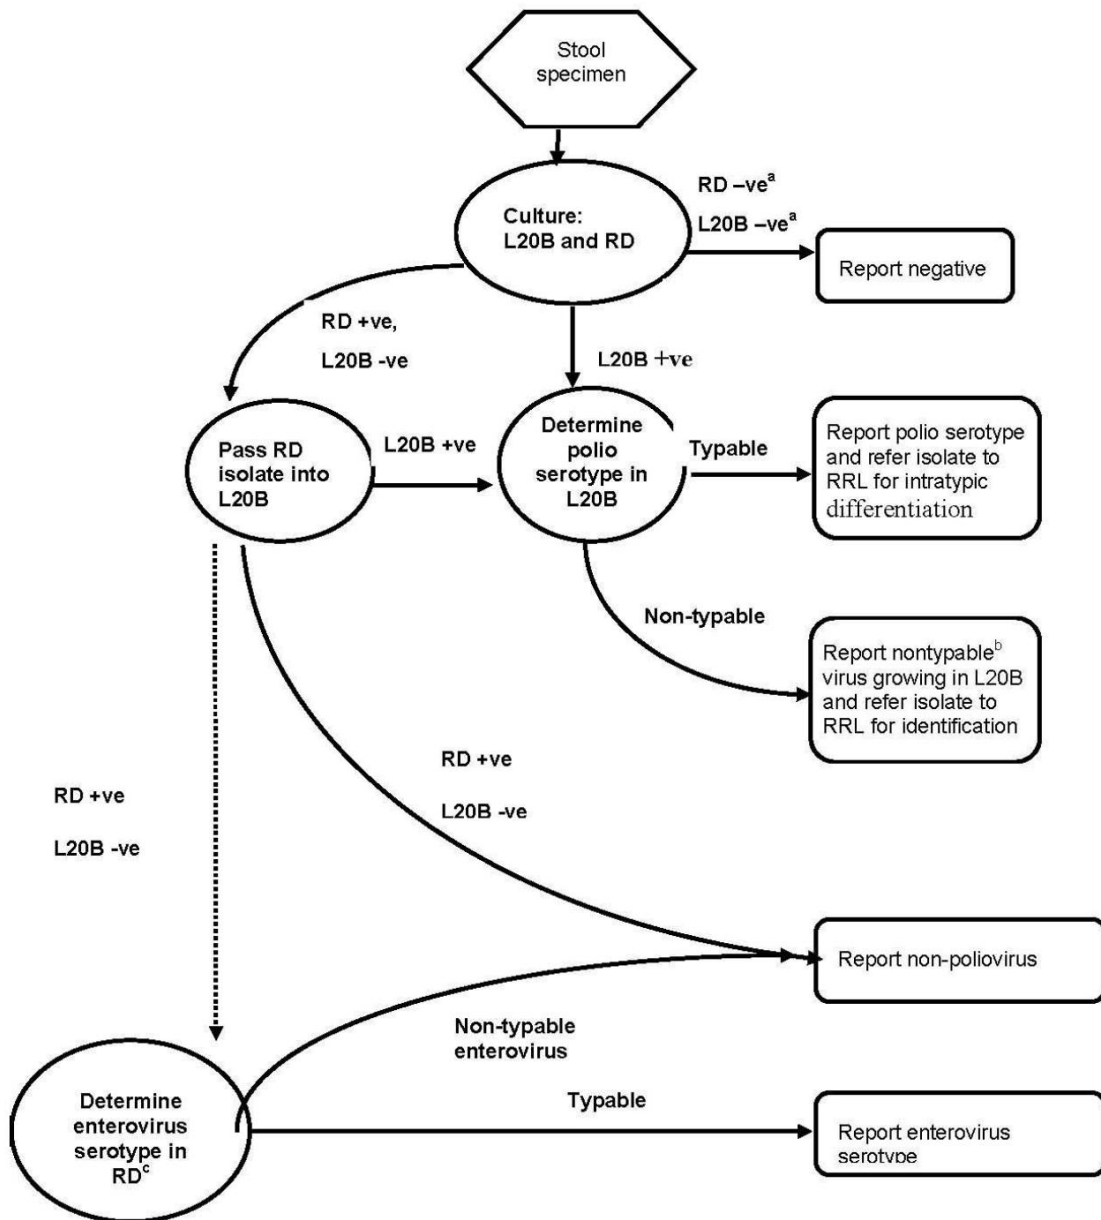 Stool
specimen
Culture:
L20B and RD
RD –ve^a
L20B –ve^a
Report negative
RD +ve,
L20B -ve
L20B +ve
Pass RD
isolate into
L20B
L20B +ve
Determine
polio
serotype in
L20B
Typable
Report polio serotype
and refer isolate to
RRL for intratypic
differentiation
Non-typable
Report nontypable^b
virus growing in L20B
and refer isolate to
RRL for identification
RD +ve
L20B -ve
RD +ve
L20B -ve
Report non-poliovirus
Non-typable
enterovirus
Determine
enterovirus
serotype in
RD^c
Typable
Report enterovirus
serotype